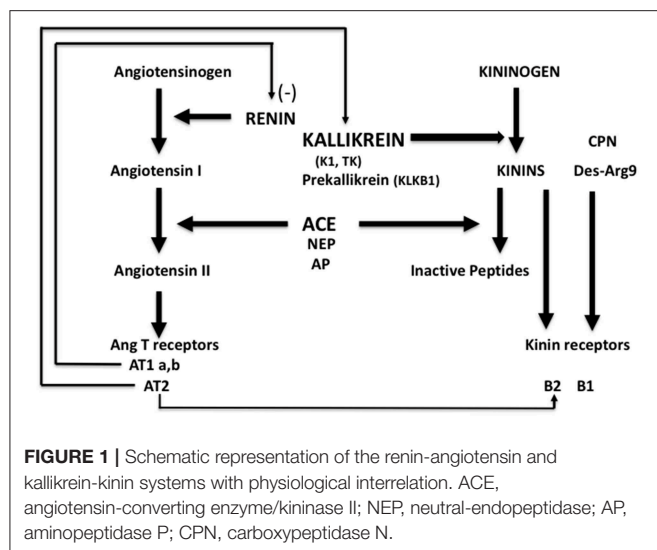 Angiotensinogen
KININOGEN
(-)
RENIN
KALLIKREIN
CPN
(K1, TK)
Angiotensin I
Prekallikrein (KLKB1)
KININS
Des-Arg9
ACE
NEP
AP
Angiotensin II
Inactive Peptides
Ang T receptors
Kinin receptors
AT1 a,b
AT2
B2
B1
FIGURE 1 | Schematic representation of the renin-angiotensin and
kallikrein-kinin systems with physiological interrelation. ACE,
angiotensin-converting enzyme/kininase II; NEP, neutral-endopeptidase; AP,
aminopeptidase P; CPN, carboxypeptidase N.